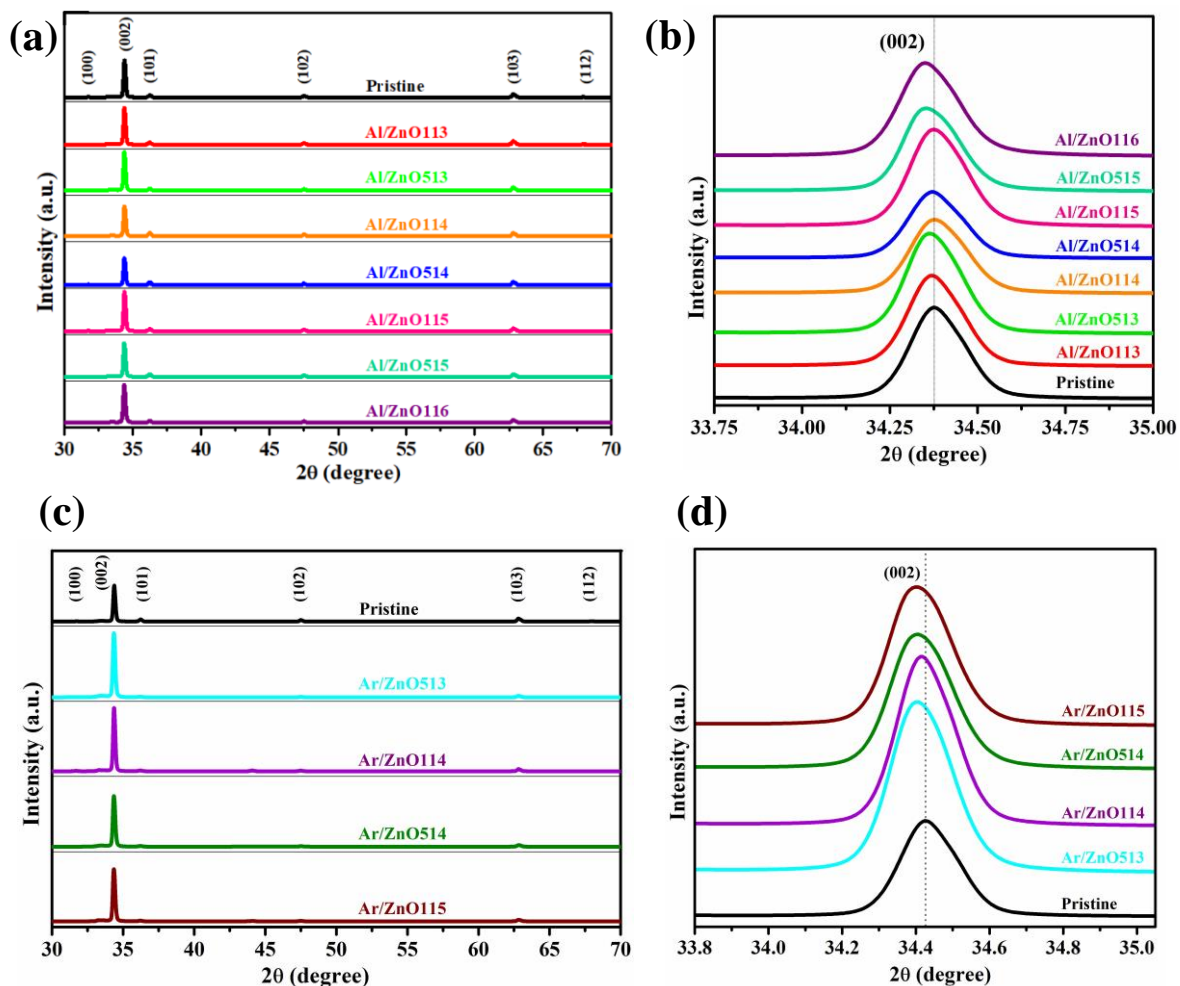 (a)
(100)
(002)
(101)
(102)
(103)
(112)
Pristine
Al/ZnO113
Al/ZnO513
Al/ZnO114
Al/ZnO514
Al/ZnO115
Al/ZnO515
Al/ZnO116
Intensity (a.u.)
30 35 40 45 50 55 60 65 70
2θ (degree)
(b)
(002)
Al/ZnO116
Al/ZnO515
Al/ZnO115
Al/ZnO514
Al/ZnO114
Al/ZnO513
Al/ZnO113
Pristine
Intensity (a.u.)
33.75 34.00 34.25 34.50 34.75 35.00
2θ (degree)
(c)
(100)
(002)
(101)
(102)
(103)
(112)
Pristine
Ar/ZnO513
Ar/ZnO114
Ar/ZnO514
Ar/ZnO115
Intensity (a.u.)
30 35 40 45 50 55 60 65 70
2θ (degree)
(d)
(002)
Ar/ZnO115
Ar/ZnO514
Ar/ZnO114
Ar/ZnO513
Pristine
Intensity (a.u.)
33.8 34.0 34.2 34.4 34.6 34.8 35.0
2θ (degree)